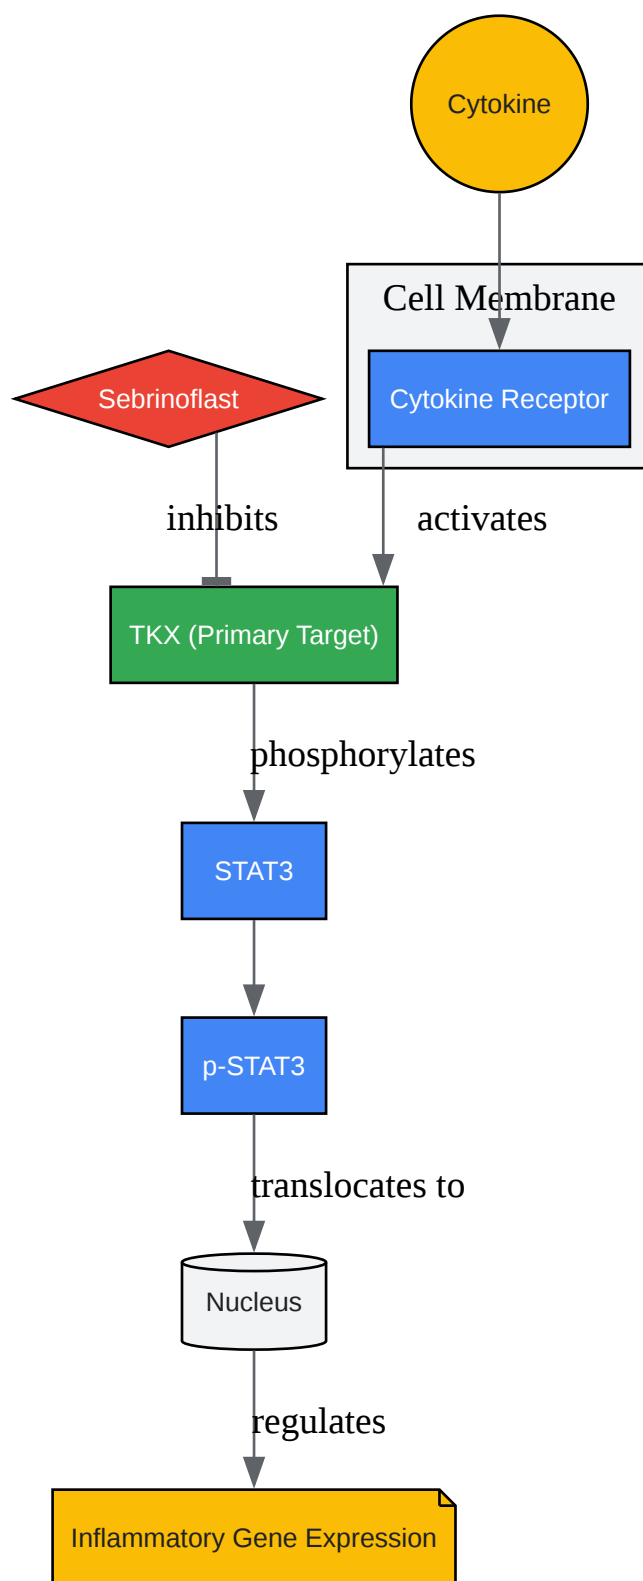 Cytokine
Cell Membrane
Sebrinoflast
Cytokine Receptor
inhibits
activates
TKX (Primary Target)
phosphorylates
STAT3
p-STAT3
translocates to
Nucleus
regulates
Inflammatory Gene Expression